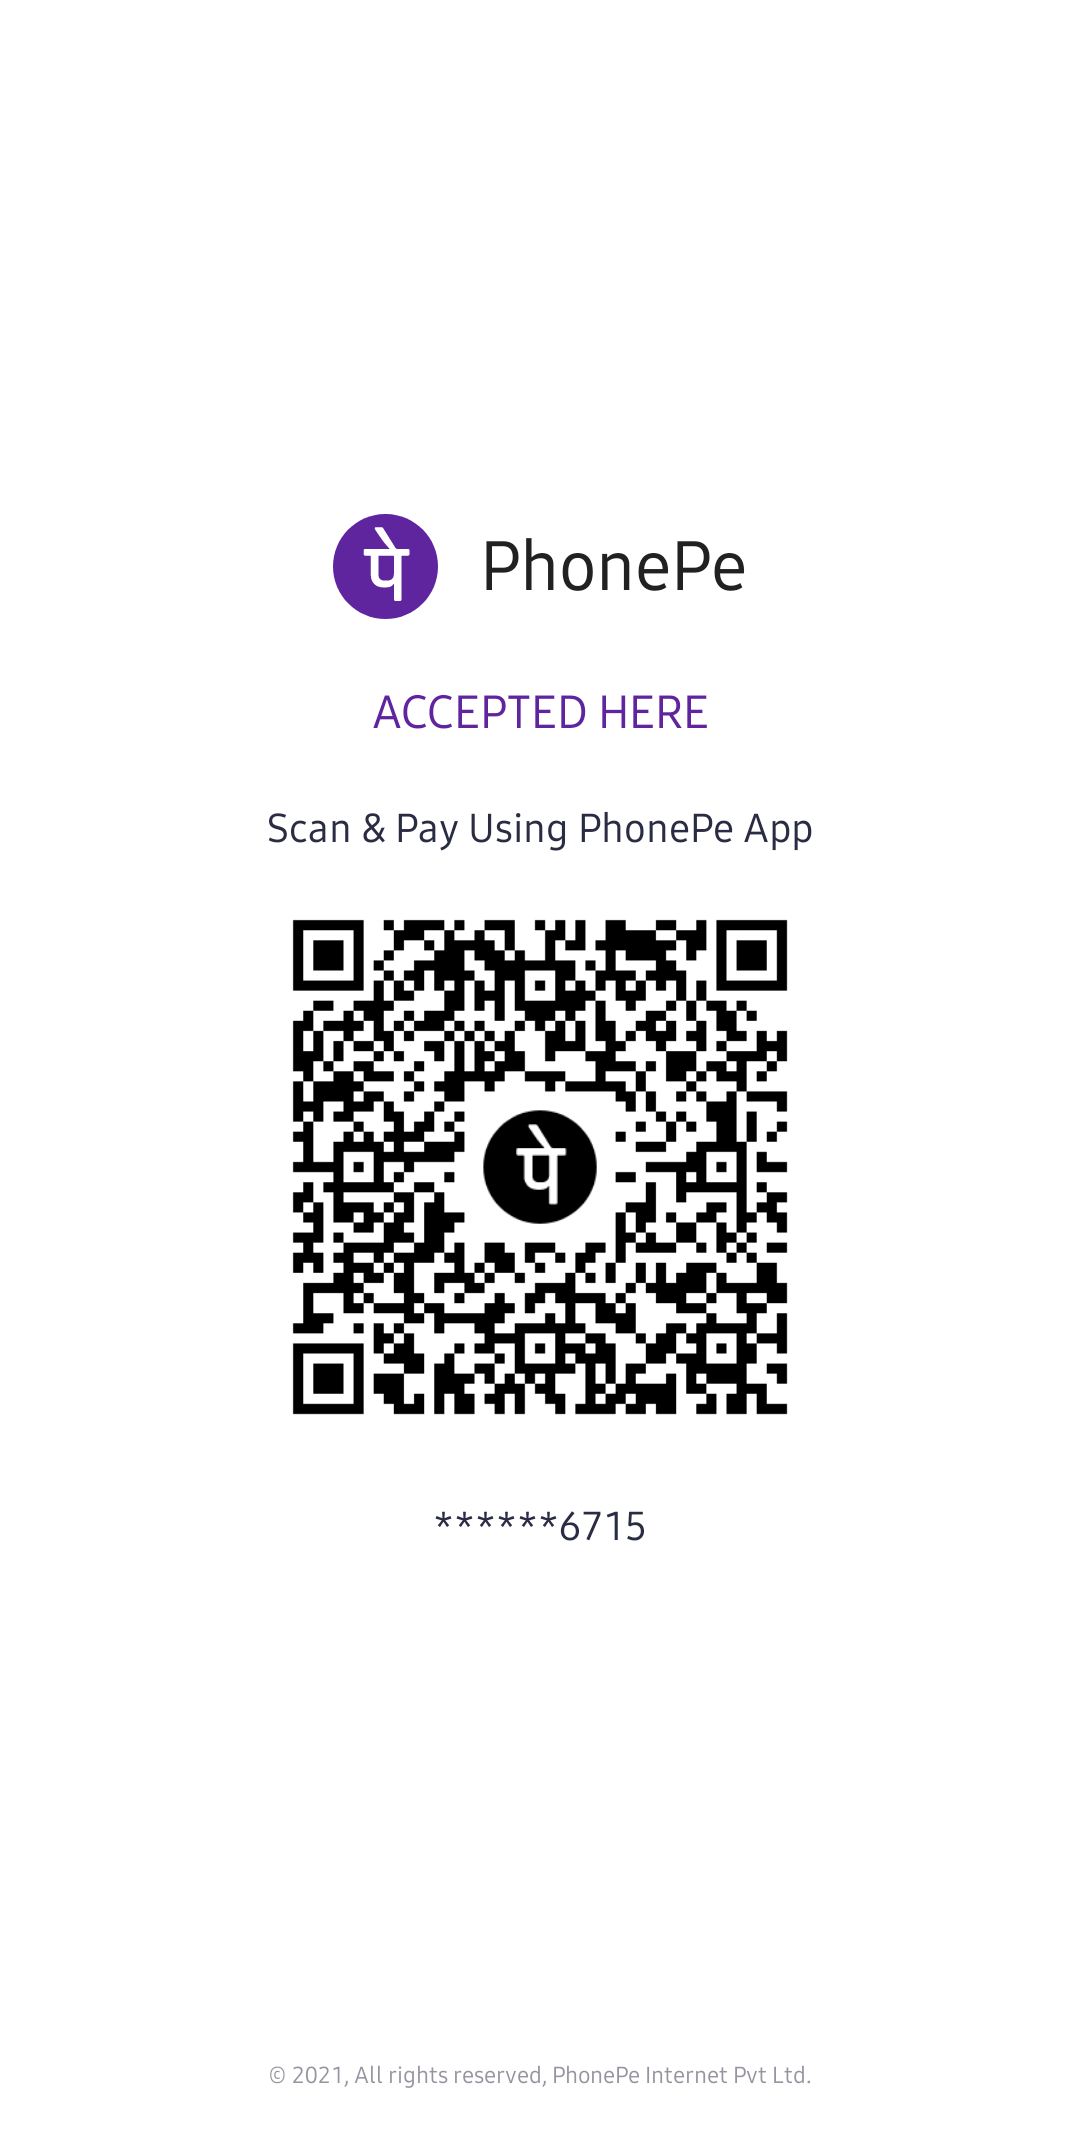 पे PhonePe
ACCEPTED HERE
Scan & Pay Using PhonePe App
पे
******6715
© 2021, All rights reserved, PhonePe Internet Pvt Ltd.